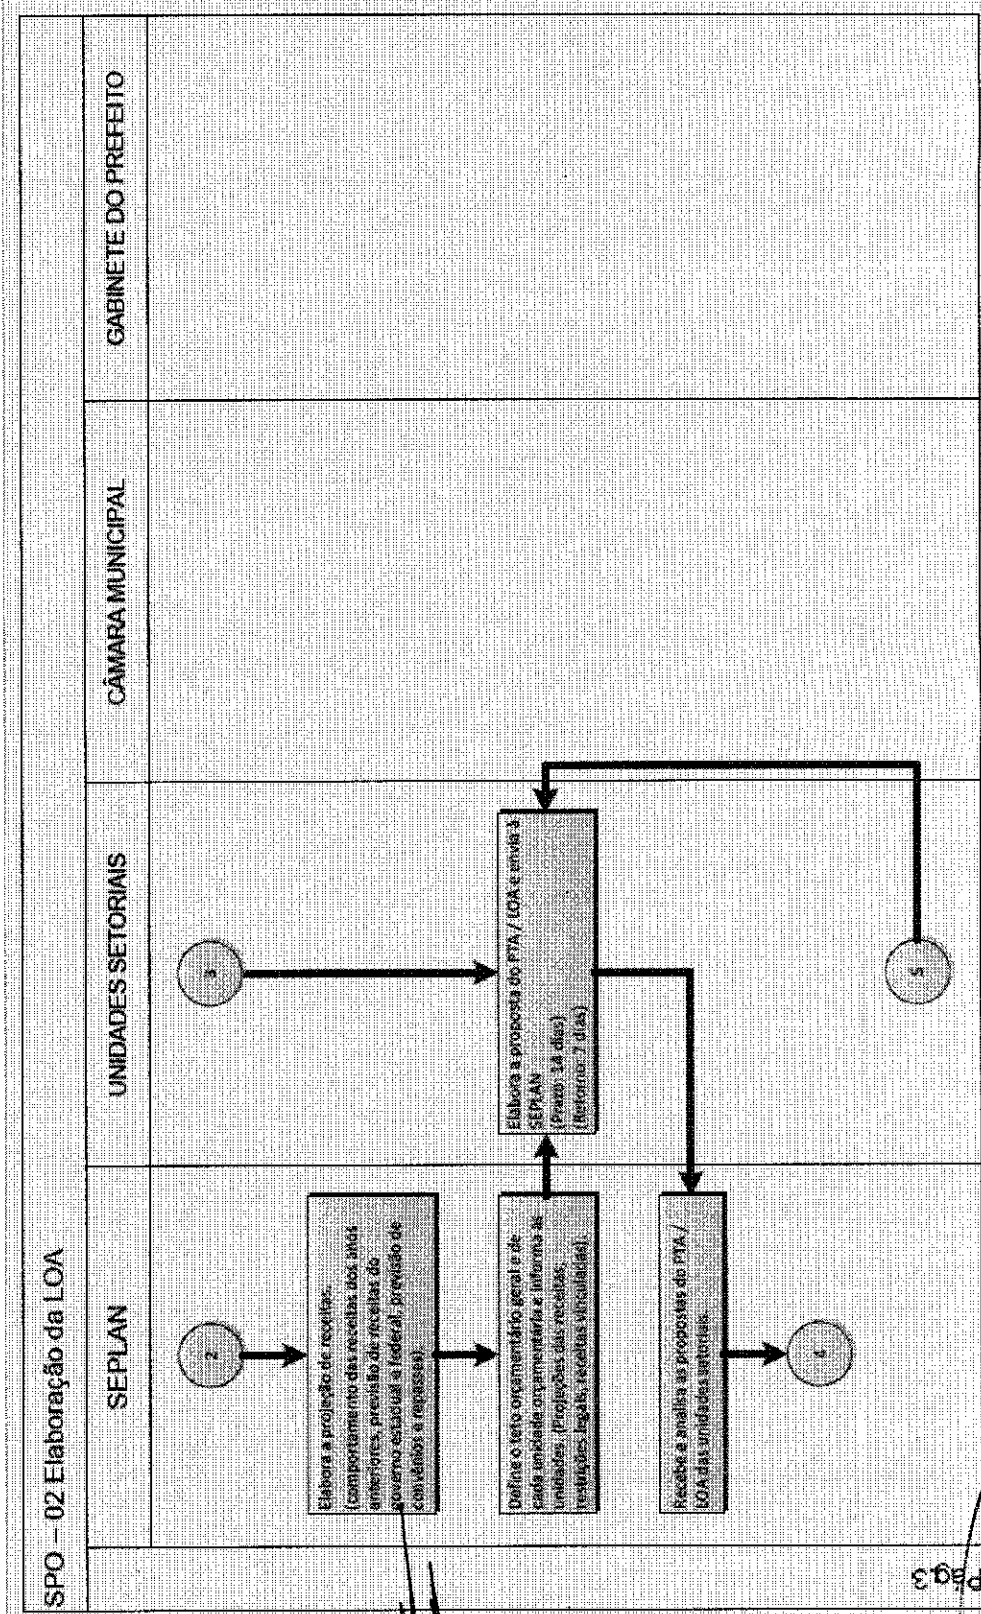 SPO – 02 Elaboração da LOA
SEPLAN
UNIDADES SETORIAIS
CÂMARA MUNICIPAL
GABINETE DO PREFEITO
2
Elabora a projeção de receitas.
(comportamento das receitas dos anos
anteriores, previsão de receitas do
governo estadual e federal, previsão de
convênios e repasses)
Define o teto orçamentário geral e de
cada unidade orçamentária e informa às
unidades. (Projeções das receitas,
restrições legais, receitas vinculadas)
Recebe e analisa as propostas do PTA /
LOA das unidades setoriais.
4
3
Elabora a proposta do PTA / LOA e envia à
SEPLAN
(Prazo: 14 dias)
(Retorno: 7 dias)
5
Pág.3